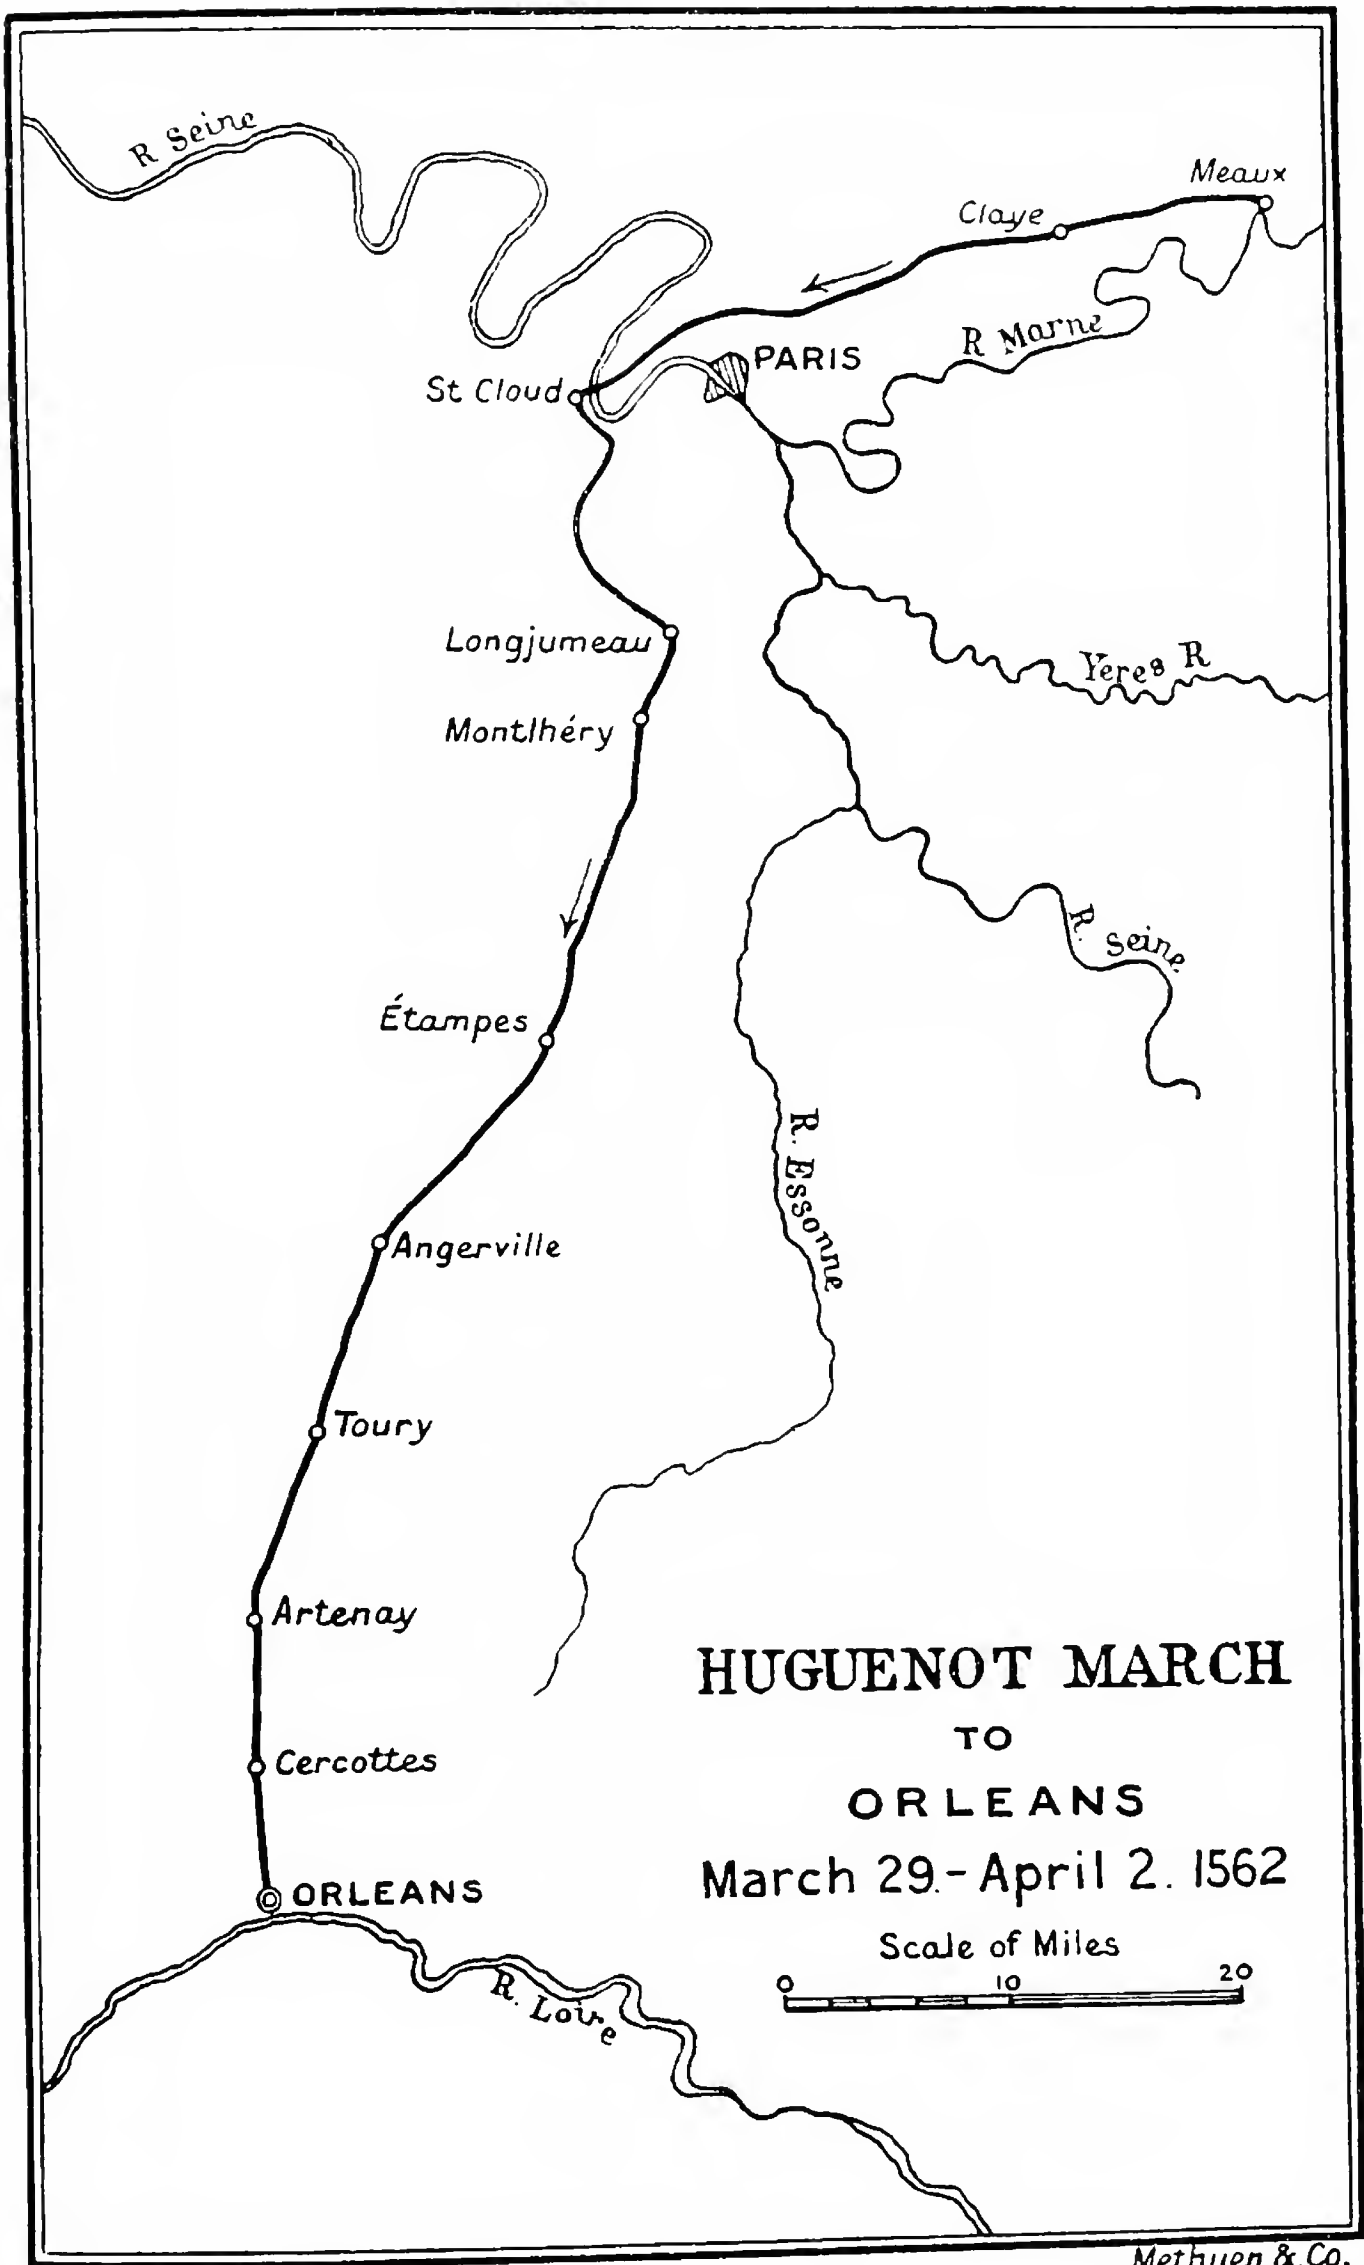 R Seine
Meaux
Claye
R Marne
PARIS
St Cloud
Longjumeau
Yeres R
Montlhéry
R. Seine
Étampes
R. Essonne
Angerville
Toury
Artenay
HUGUENOT MARCH
TO
ORLEANS
March 29.-April 2. 1562
Scale of Miles
0 10 20
Cercottes
ORLEANS
R. Loire
Methuen & Co.